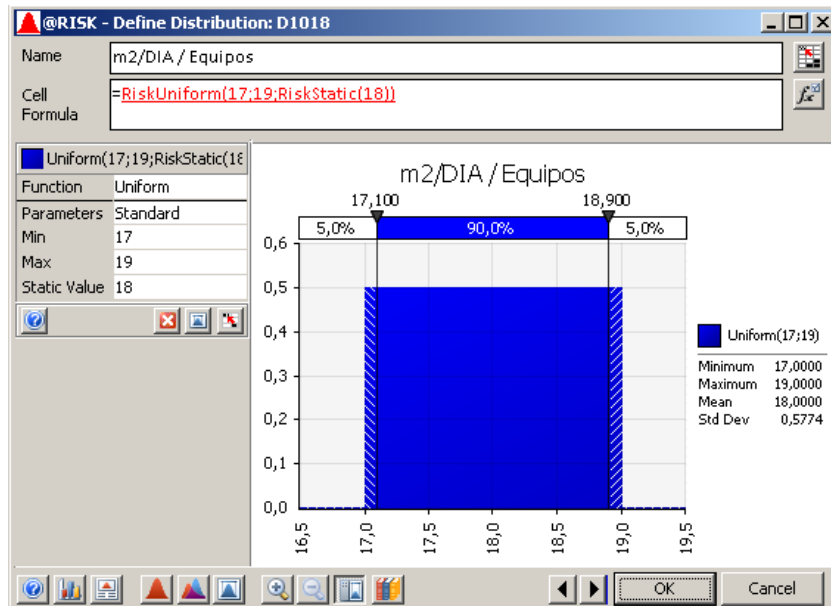 @RISK - Define Distribution: D1018
Name
m2/DIA / Equipos
Cell
Formula
=RiskUniform(17;19;RiskStatic(18))
Uniform(17;19;RiskStatic(18
Function Uniform
Parameters Standard
Min 17
Max 19
Static Value 18
m2/DIA / Equipos
17,100 18,900
5,0% 90,0% 5,0%
0,6
0,5
0,4
0,3
0,2
0,1
0,0
16,5 17,0 17,5 18,0 18,5 19,0 19,5
Uniform(17;19)
Minimum 17,0000
Maximum 19,0000
Mean 18,0000
Std Dev 0,5774
OK Cancel